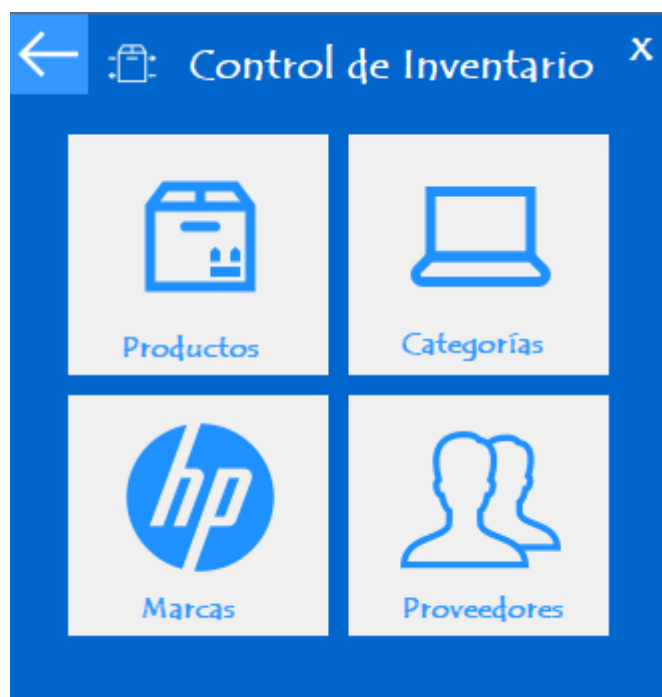 Control de Inventario X
Productos
Categorías
hp
Marcas
Proveedores